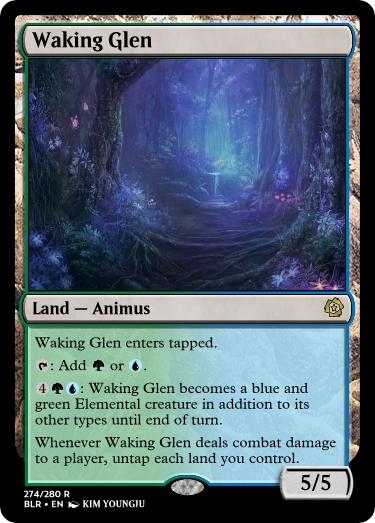 Waking Glen
Land — Animus
Waking Glen enters tapped.
: Add or .
4: Waking Glen becomes a blue and
green Elemental creature in addition to its
other types until end of turn.
Whenever Waking Glen deals combat damage
to a player, untap each land you control.
5/5
274/280 R
BLR • EN KIM YOUNGJU